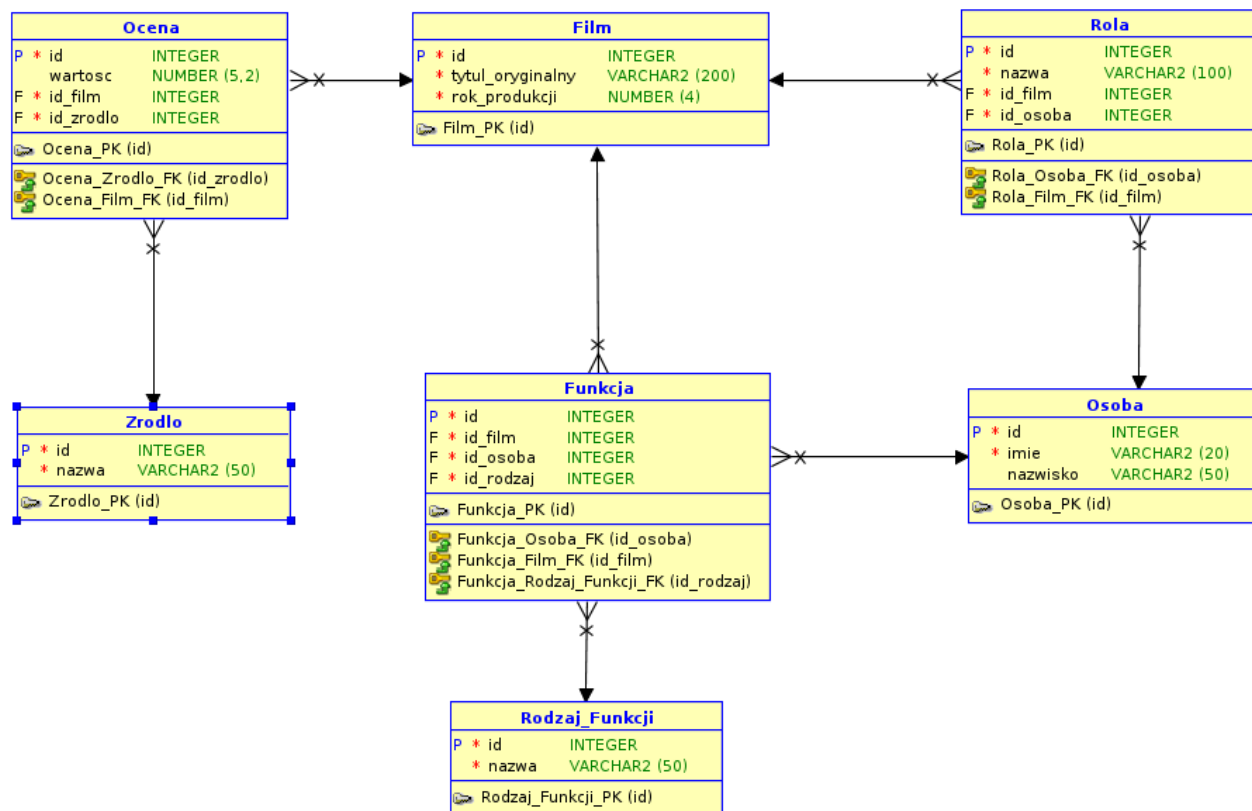 Ocena
P * id INTEGER
wartosc NUMBER (5,2)
F * id_film INTEGER
F * id_zrodlo INTEGER
Ocena_PK (id)
Ocena_Zrodlo_FK (id_zrodlo)
Ocena_Film_FK (id_film)
Film
P * id INTEGER
* tytul_oryginalny VARCHAR2 (200)
* rok_produkcji NUMBER (4)
Film_PK (id)
Rola
P * id INTEGER
* nazwa VARCHAR2 (100)
F * id_film INTEGER
F * id_osoba INTEGER
Rola_PK (id)
Rola_Osoba_FK (id_osoba)
Rola_Film_FK (id_film)
Zrodlo
P * id INTEGER
* nazwa VARCHAR2 (50)
Zrodlo_PK (id)
Funkcja
P * id INTEGER
F * id_film INTEGER
F * id_osoba INTEGER
F * id_rodzaj INTEGER
Funkcja_PK (id)
Funkcja_Osoba_FK (id_osoba)
Funkcja_Film_FK (id_film)
Funkcja_Rodzaj_Funkcji_FK (id_rodzaj)
Osoba
P * id INTEGER
* imie VARCHAR2 (20)
nazwisko VARCHAR2 (50)
Osoba_PK (id)
Rodzaj_Funkcji
P * id INTEGER
* nazwa VARCHAR2 (50)
Rodzaj_Funkcji_PK (id)